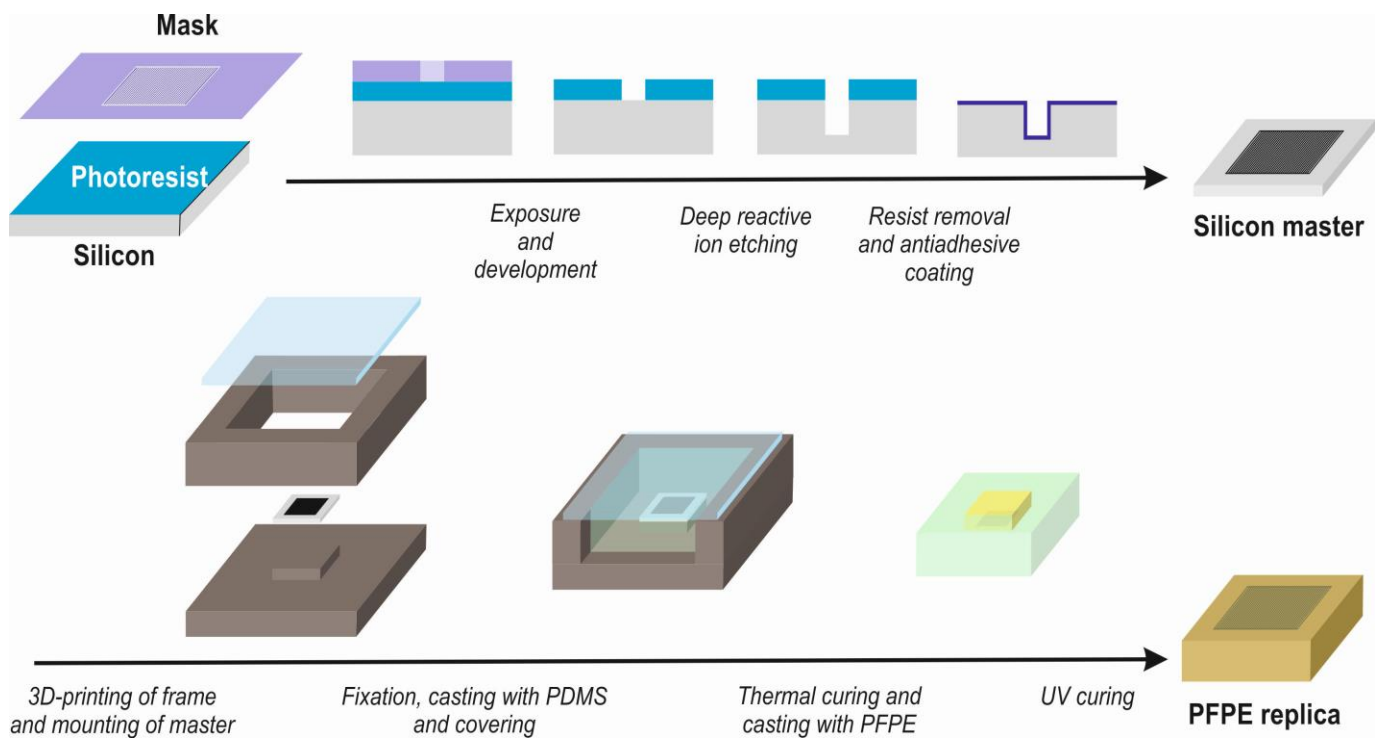 Mask
Photoresist
Silicon
Exposure
and
development
Deep reactive
ion etching
Resist removal
and antiadhesive
coating
Silicon master
3D-printing of frame
and mounting of master
Fixation, casting with PDMS
and covering
Thermal curing and
casting with PFPE
UV curing
PFPE replica